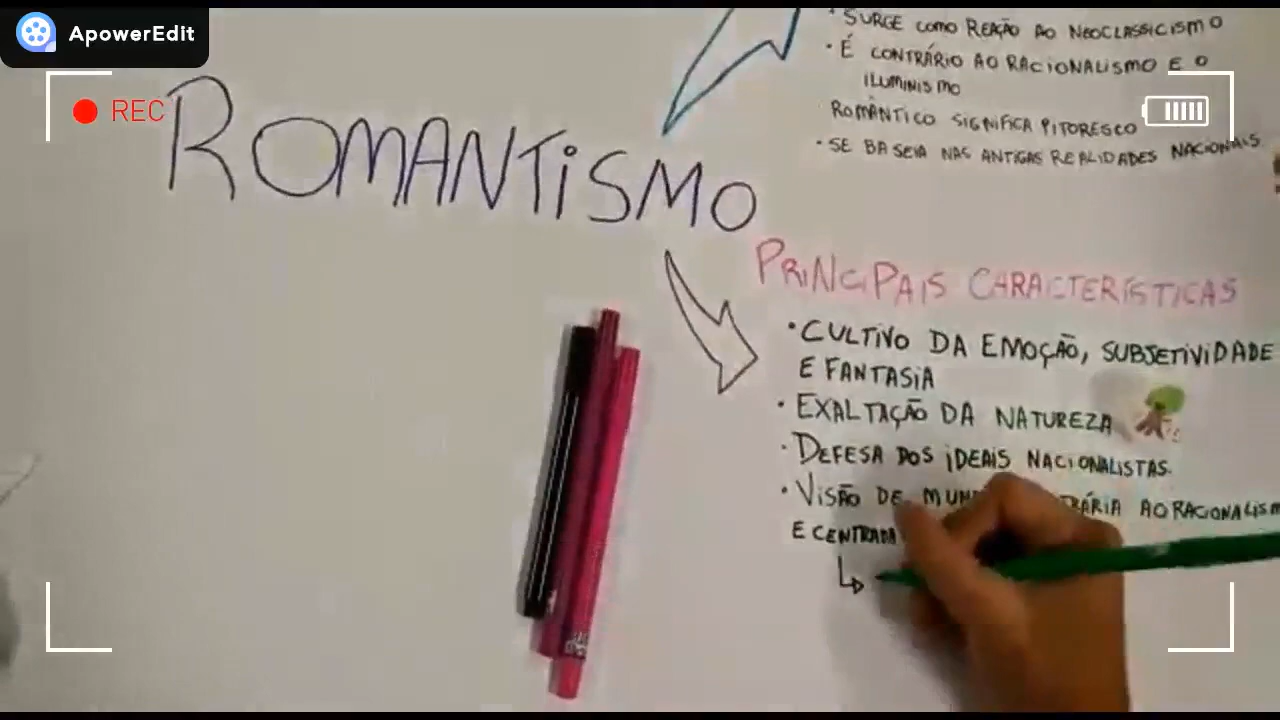 ApowerEdit
REC
ROMANTISMO
• SURGE COMO REAÇÃO AO NEOCLASSICISMO
• É CONTRÁRIO AO RACIONALISMO E O
ILUMINISMO
ROMÂNTICO SIGNIFICA PITORESCO
• SE BASEIA NAS ANTIGAS REALIDADES NACIONAIS
PRINCIPAIS CARACTERÍSTICAS
• CULTIVO DA EMOÇÃO, SUBJETIVIDADE
E FANTASIA
• EXALTAÇÃO DA NATUREZA
• DEFESA DOS IDEAIS NACIONALISTAS.
• VISÃO DE AO RACIONALISM
E CENTRADA